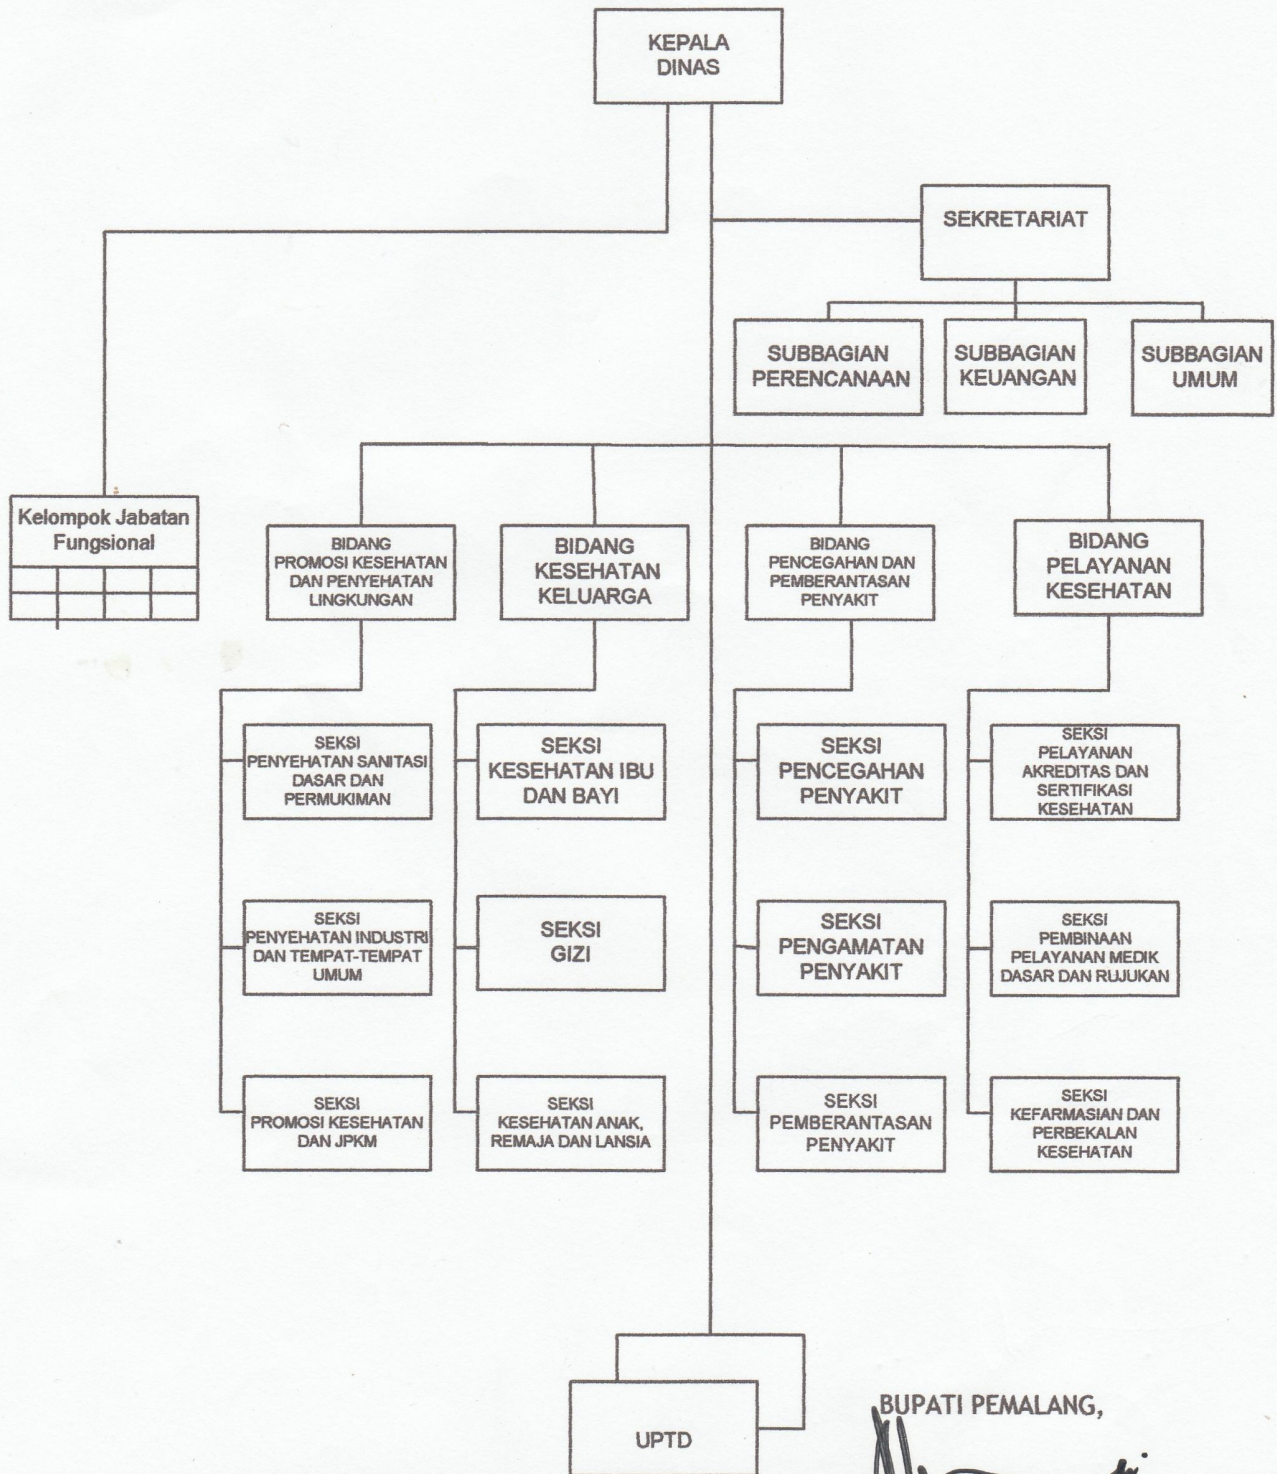 KEPALA
DINAS
SEKRETARIAT
SUBBAGIAN
PERENCANAAN
SUBBAGIAN
KEUANGAN
SUBBAGIAN
UMUM
Kelompok Jabatan
Fungsional
BIDANG
PROMOSI KESEHATAN
DAN PENYEHATAN
LINGKUNGAN
BIDANG
KESEHATAN
KELUARGA
BIDANG
PENCEGAHAN DAN
PEMBERANTASAN
PENYAKIT
BIDANG
PELAYANAN
KESEHATAN
SEKSI
PENYEHATAN SANITASI
DASAR DAN
PERMUKIMAN
SEKSI
KESEHATAN IBU
DAN BAYI
SEKSI
PENCEGAHAN
PENYAKIT
SEKSI
PELAYANAN
AKREDITAS DAN
SERTIFIKASI
KESEHATAN
SEKSI
PENYEHATAN INDUSTRI
DAN TEMPAT-TEMPAT
UMUM
SEKSI
GIZI
SEKSI
PENGAMATAN
PENYAKIT
SEKSI
PEMBINAAN
PELAYANAN MEDIK
DASAR DAN RUJUKAN
SEKSI
PROMOSI KESEHATAN
DAN JPKM
SEKSI
KESEHATAN ANAK,
REMAJA DAN LANSIA
SEKSI
PEMBERANTASAN
PENYAKIT
SEKSI
KEFARMASIAN DAN
PERBEKALAN
KESEHATAN
UPTD
BUPATI PEMALANG,